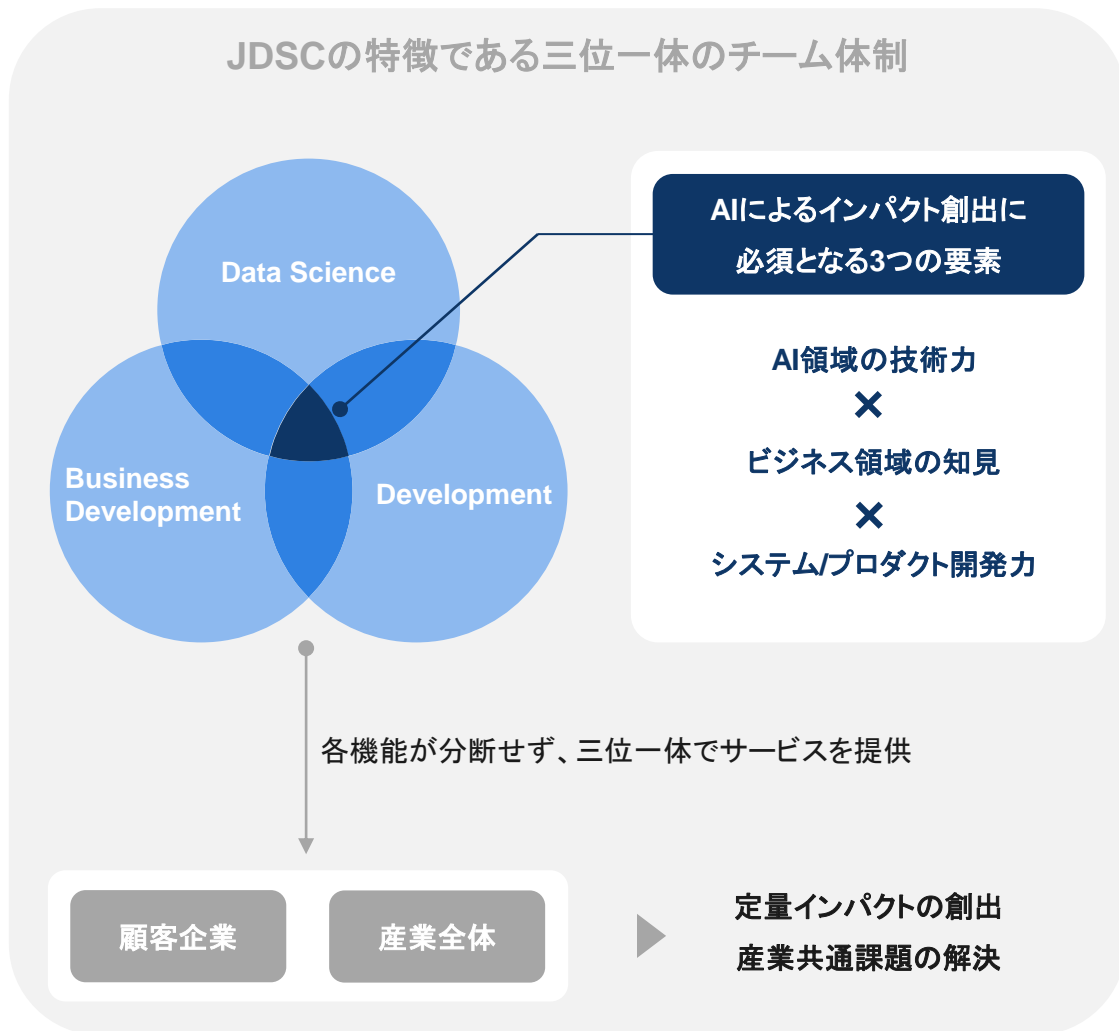 JDSCの特徴である三位一体のチーム体制
Data Science
Business
Development
Development
AIによるインパクト創出に
必須となる3つの要素
AI領域の技術力
×
ビジネス領域の知見
×
システム/プロダクト開発力
各機能が分断せず、三位一体でサービスを提供
顧客企業
産業全体
定量インパクトの創出
産業共通課題の解決